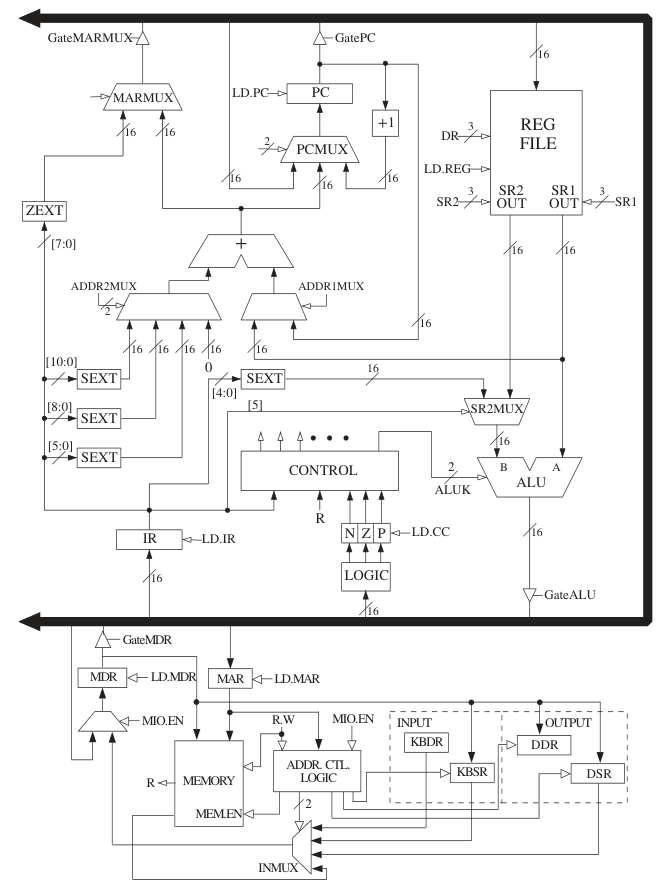 GateMARMUX
GatePC
16
MARMUX
LD.PC
PC
+1
REG
FILE
DR
3
LD.REG
SR2
3
SR2
OUT
SR1
OUT
3
SR1
16
16
16
2
PCMUX
16
16
ZEXT
[7:0]
16
16
+
ADDR2MUX
2
ADDR1MUX
16
16
16
16
16
0
16
[10:0]
SEXT
[4:0]
SEXT
16
[8:0]
SEXT
[5]
SR2MUX
16
[5:0]
SEXT
CONTROL
2
ALUK
B
A
ALU
R
N
Z
P
LD.CC
IR
LD.IR
16
LOGIC
16
16
GateALU
GateMDR
MDR
LD.MDR
MAR
LD.MAR
MIO.EN
R.W
MIO.EN
INPUT
OUTPUT
KBDR
DDR
KBSR
DSR
MEMORY
R
MEM.EN
ADDR. CTL.
LOGIC
2
INMUX